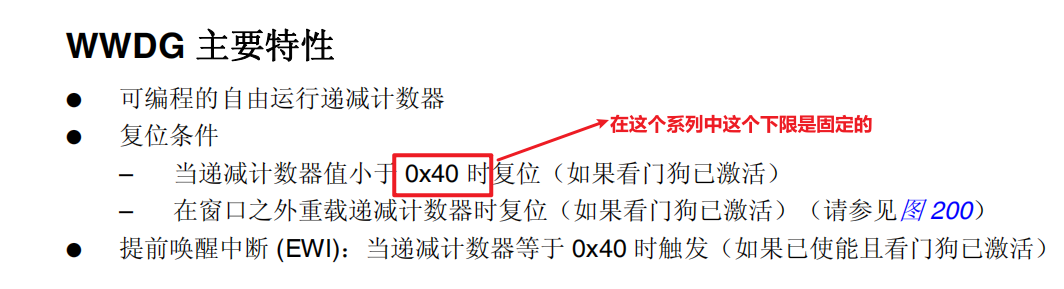 WWDG 主要特性
● 可编程的自由运行递减计数器
在这个系列中这个下限是固定的
● 复位条件
– 当递减计数器值小于 0x40 时复位（如果看门狗已激活）
– 在窗口之外重载递减计数器时复位（如果看门狗已激活）（请参见图 200）
● 提前唤醒中断 (EWI)：当递减计数器等于 0x40 时触发（如果已使能且看门狗已激活）